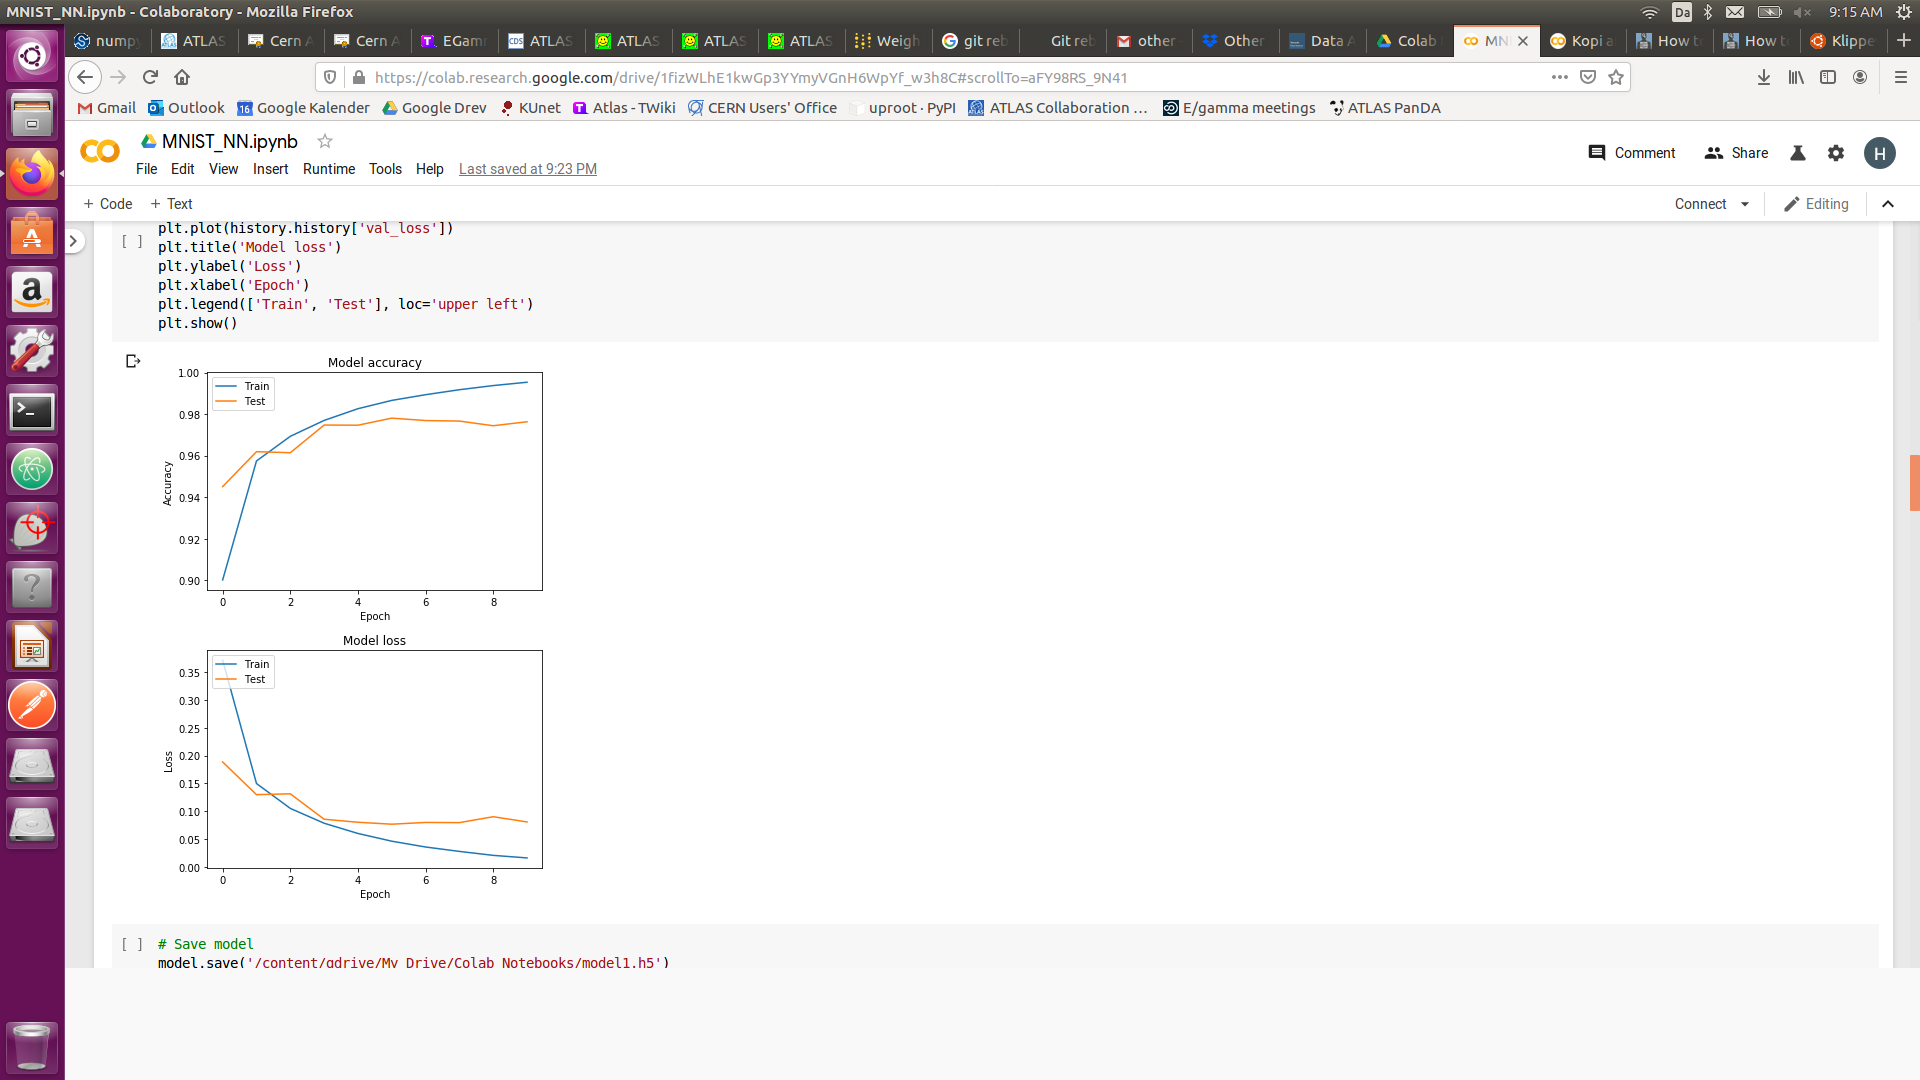 MNIST_NN.ipynb - Colaboratory - Mozilla Firefox
Da
9:15 AM
numpy
ATLAS
Cern A
Cern A
EGam
ATLAS
ATLAS
ATLAS
ATLAS
Weigh
git reb
Git reb
other
Other
Data A
Colab
MN
Kopi a
How t
How t
Klippe
https://colab.research.google.com/drive/1fizWLhE1kwGp3YYmyVGnH6WpYf_w3h8C#scrollTo=aFY98RS_9N41
Gmail
Outlook
16 Google Kalender
Google Drev
KUnet
Atlas - TWiki
CERN Users' Office
uproot · PyPI
ATLAS Collaboration ...
E/gamma meetings
ATLAS PanDA
MNIST_NN.ipynb
Comment
Share
H
File Edit View Insert Runtime Tools Help Last saved at 9:23 PM
+ Code + Text
Connect
Editing
plt.plot(history.history['val_loss'])
[ ] plt.title('Model loss')
plt.ylabel('Loss')
plt.xlabel('Epoch')
plt.legend(['Train', 'Test'], loc='upper left')
plt.show()
Model accuracy
1.00
0.98
0.96
0.94
0.92
0.90
Accuracy
Train
Test
0 2 4 6 8
Epoch
Model loss
0.35
0.30
0.25
0.20
0.15
0.10
0.05
0.00
Loss
Train
Test
0 2 4 6 8
Epoch
[ ] # Save model
model.save('/content/gdrive/My Drive/Colab Notebooks/model1.h5')